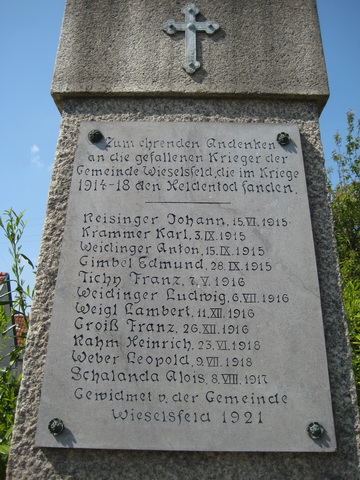 Zum ehrenden Andenken
an die gefallenen Krieger der
Gemeinde Wieselsfeld, die im Kriege
1914-18 den Heldentod fanden.
Reisinger Johann, 15.VI.1915
Krammer Karl, 3.IX.1915
Weidinger Anton, 15.IX.1915
Gimbel Edmund, 28.IX.1915
Tichy Franz, 7.V.1916
Weidinger Ludwig, 6.VII.1916
Weigl Lambert, 11.XII.1916
Groiß Franz, 26.XII.1916
Rahm Heinrich, 23.VI.1918
Weber Leopold, 9.VII.1918
Schalanda Alois, 8.VIII.1917
Gewidmet v. der Gemeinde
Wieselsfeld 1921